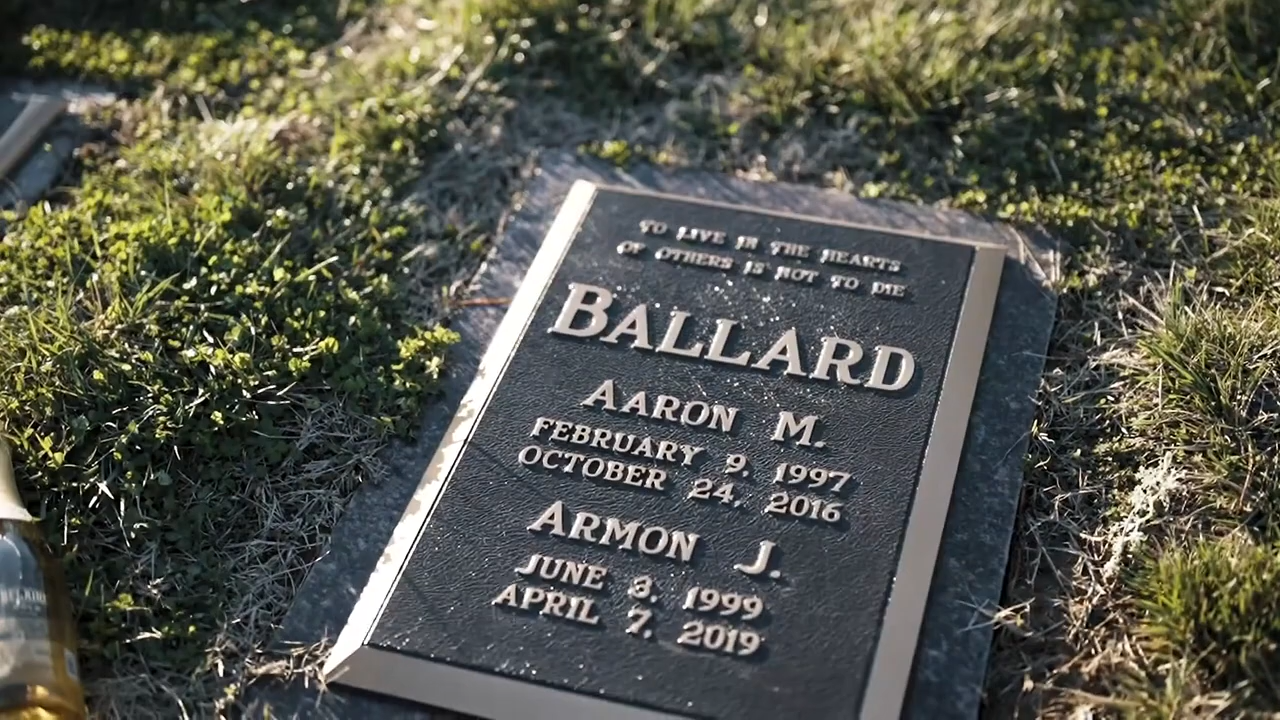 TO LIVE IN THE HEARTS
OF OTHERS IS NOT TO DIE
BALLARD
AARON M.
FEBRUARY 9, 1997
OCTOBER 24, 2016
ARMON J.
JUNE 3, 1999
APRIL 7, 2019